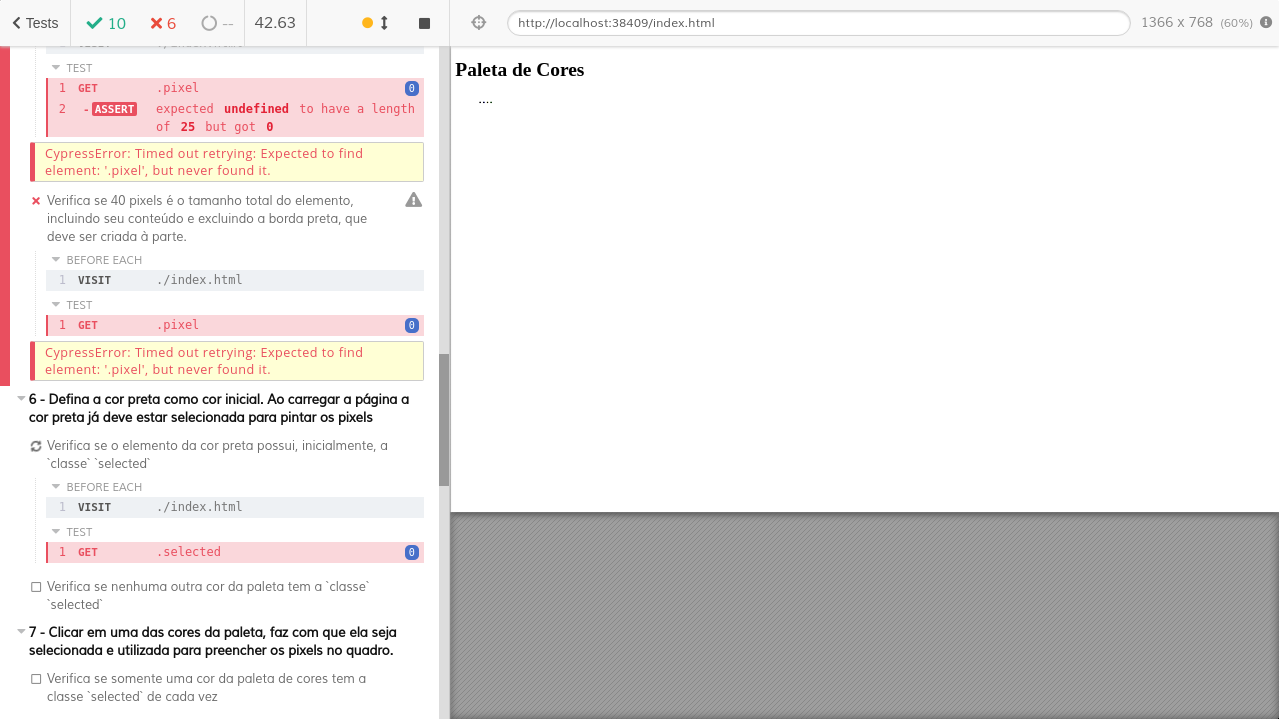 Tests
10
6
--
42.63
http://localhost:38409/index.html
1366 x 768 (60%)
TEST
1 GET .pixel 0
2 -ASSERT expected undefined to have a length
of 25 but got 0
CypressError: Timed out retrying: Expected to find
element: '.pixel', but never found it.
Verifica se 40 pixels é o tamanho total do elemento,
incluindo seu conteúdo e excluindo a borda preta, que
deve ser criada à parte.
BEFORE EACH
1 VISIT ./index.html
TEST
1 GET .pixel 0
CypressError: Timed out retrying: Expected to find
element: '.pixel', but never found it.
6 - Defina a cor preta como cor inicial. Ao carregar a página a
cor preta já deve estar selecionada para pintar os pixels
Verifica se o elemento da cor preta possui, inicialmente, a
`classe` `selected`
BEFORE EACH
1 VISIT ./index.html
TEST
1 GET .selected 0
Verifica se nenhuma outra cor da paleta tem a `classe`
`selected`
7 - Clicar em uma das cores da paleta, faz com que ela seja
selecionada e utilizada para preencher os pixels no quadro.
Verifica se somente uma cor da paleta de cores tem a
classe `selected` de cada vez
Paleta de Cores
....